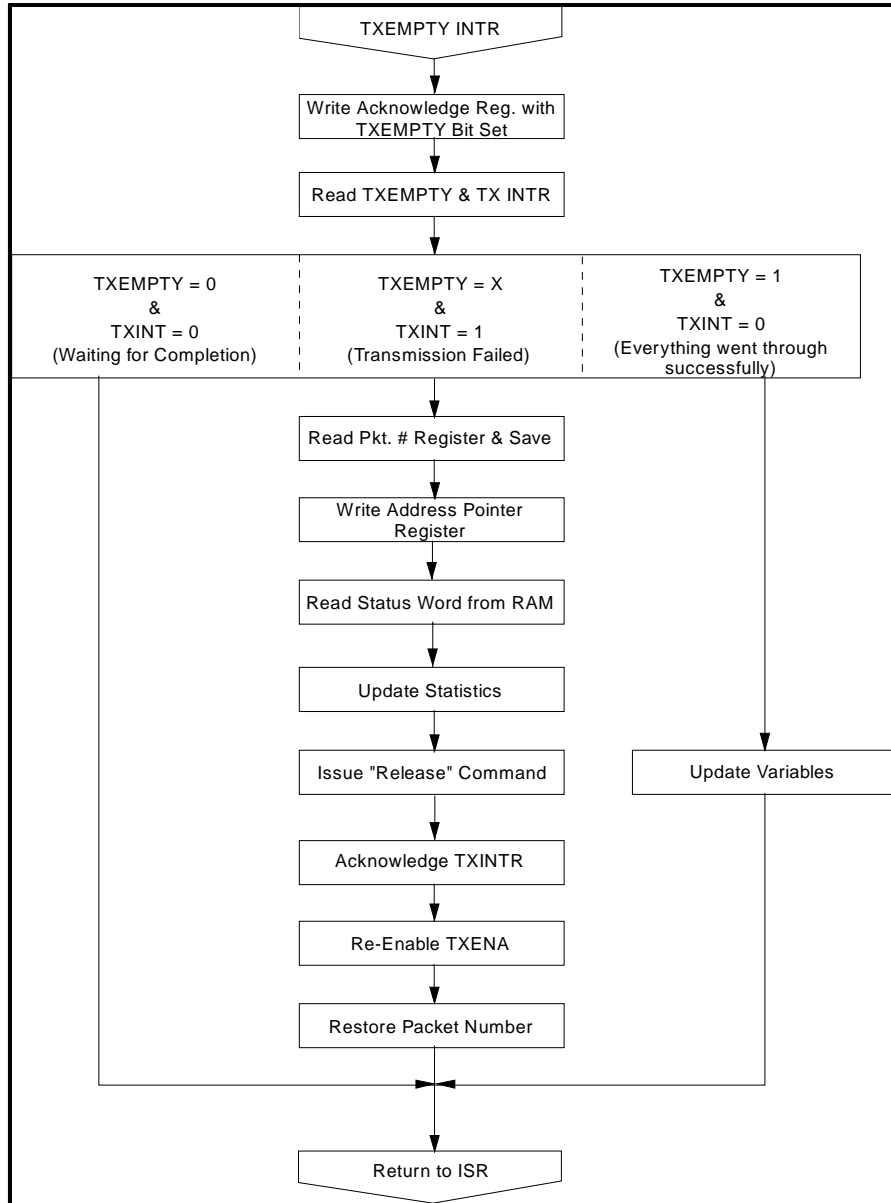 TXEMPTY INTR
Write Acknowledge Reg. with
TXEMPTY Bit Set
Read TXEMPTY & TX INTR
TXEMPTY = 0
&
TXINT = 0
(Waiting for Completion)
TXEMPTY = X
&
TXINT = 1
(Transmission Failed)
TXEMPTY = 1
&
TXINT = 0
(Everything went through
successfully)
Read Pkt. # Register & Save
Write Address Pointer
Register
Read Status Word from RAM
Update Statistics
Issue "Release" Command
Update Variables
Acknowledge TXINTR
Re-Enable TXENA
Restore Packet Number
Return to ISR